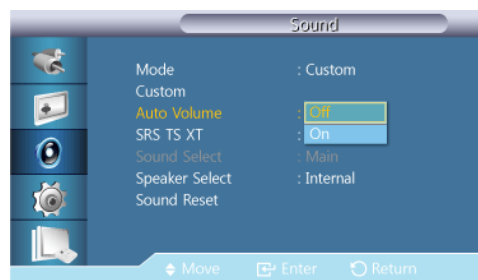 Sound
Mode : Custom
Custom
Auto Volume : Off
SRS TS XT : On
Sound Select : Main
Speaker Select : Internal
Sound Reset
Move Enter Return